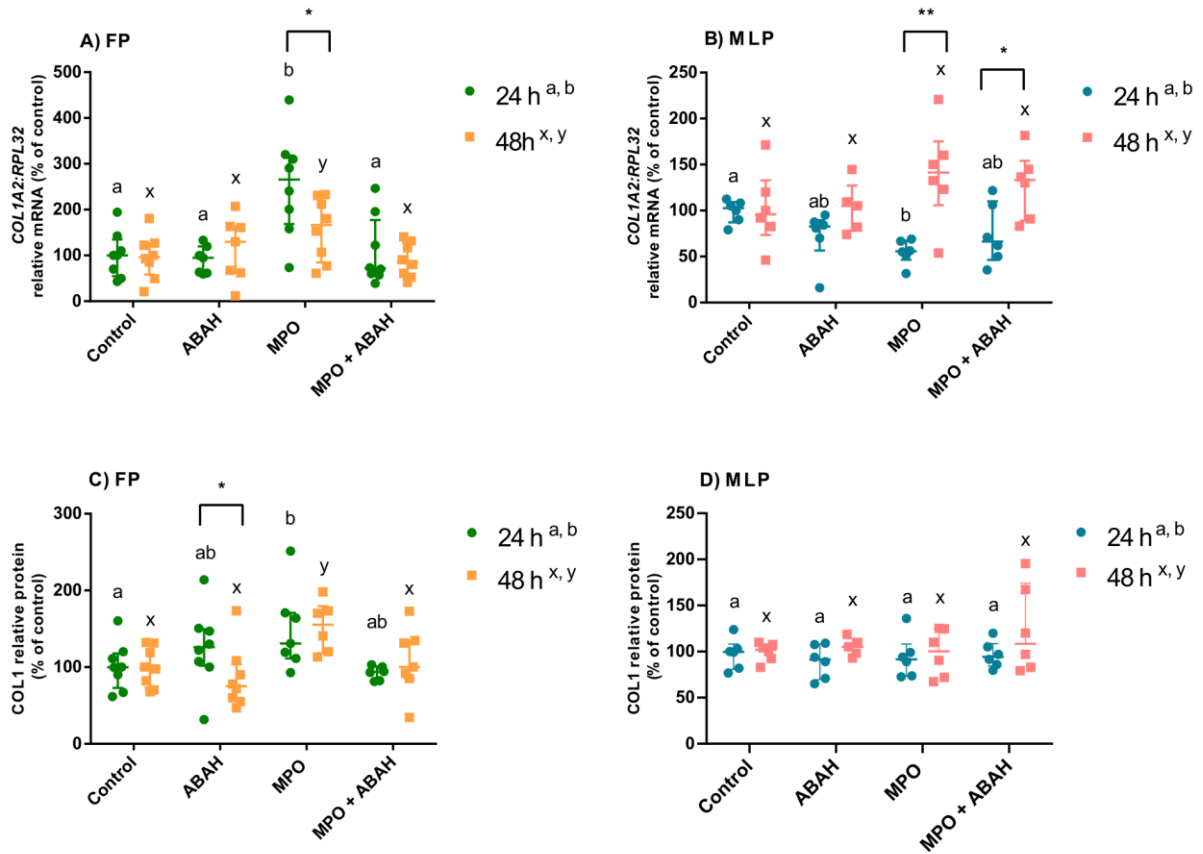 A) FP
*
COL1A2:RPL32
relative mRNA (% of control)
500
400
300
200
100
0
a
x
a
x
b
y
a
x
Control
ABAH
MPO
MPO + ABAH
24 h a, b
48h x, y
B) MLP
**
*
COL1A2:RPL32
relative mRNA (% of control)
250
200
150
100
50
0
a
x
ab
x
b
x
ab
x
Control
ABAH
MPO
MPO + ABAH
24 h a, b
48 h x, y
C) FP
*
COL1 relative protein
(% of control)
300
200
100
0
a
x
ab
x
b
y
ab
x
Control
ABAH
MPO
MPO + ABAH
24 h a, b
48 h x, y
D) MLP
COL1 relative protein
(% of control)
250
200
150
100
50
0
a
x
a
x
a
x
a
x
Control
ABAH
MPO
MPO + ABAH
24 h a, b
48 h x, y